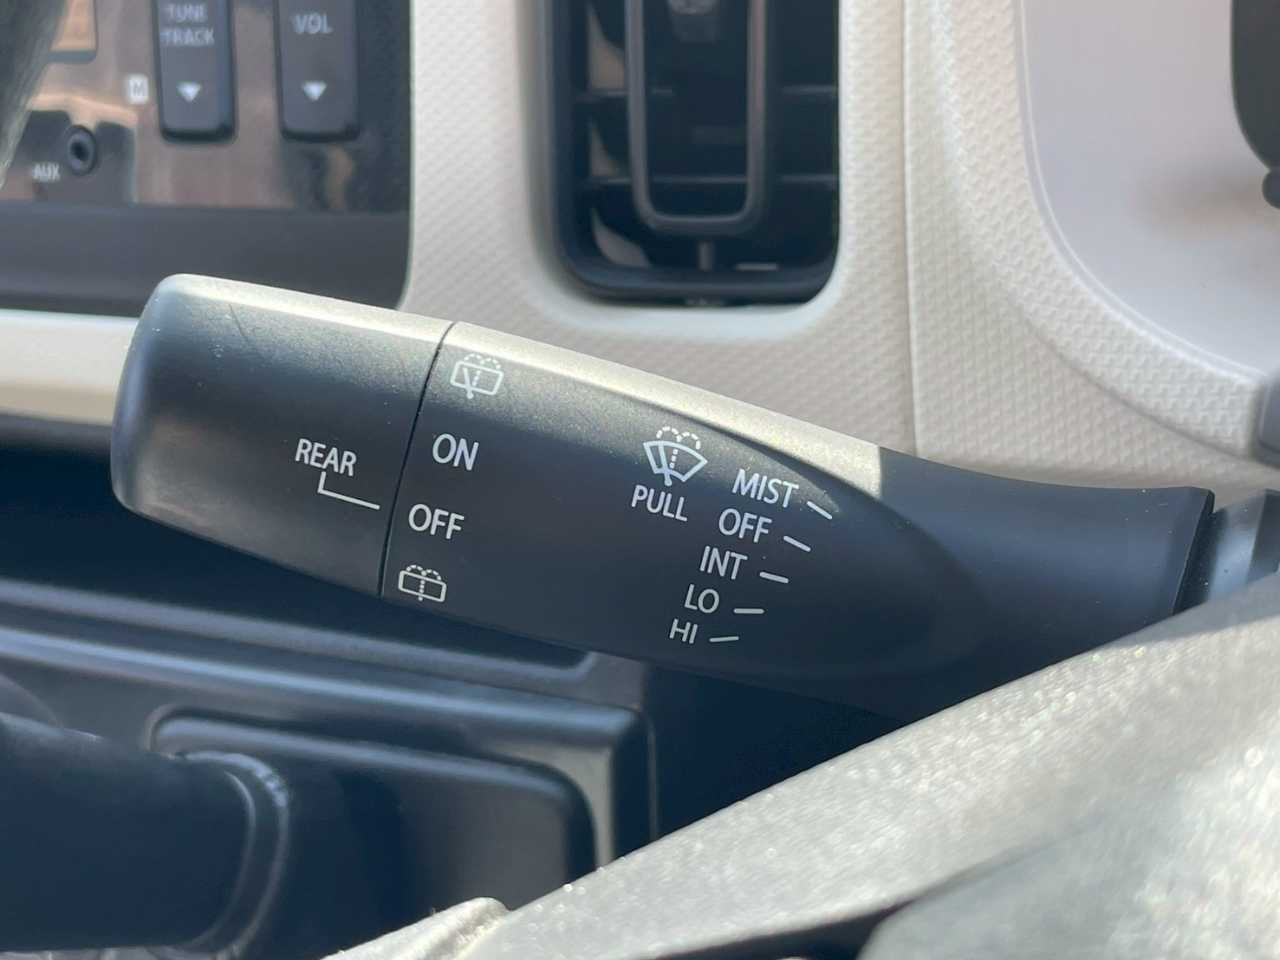 TUNE
TRACK
VOL
M
AUX
REAR
ON
OFF
PULL
MIST
OFF
INT
LO
HI